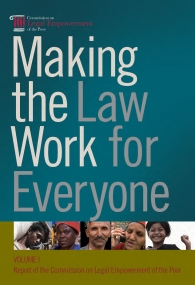 Commission on
Legal Empowerment
of the Poor
Making
the Law
Work for
Everyone
VOLUME I
Report of the Commission on Legal Empowerment of the Poor